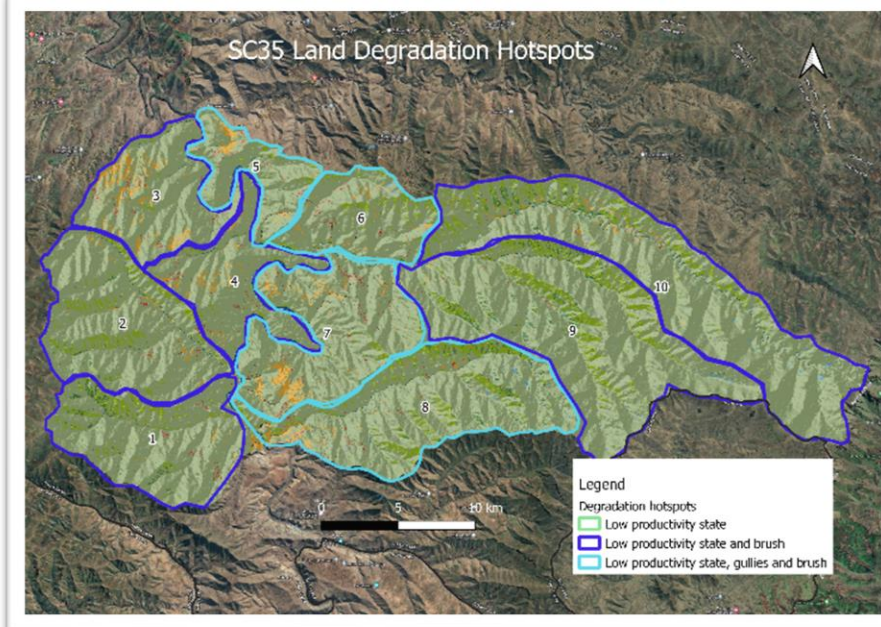 SC35 Land Degradation Hotspots
5
3
6
4
10
2
7
9
8
1
0 5 10 km
Legend
Degradation hotspots
Low productivity state
Low productivity state and brush
Low productivity state, gullies and brush